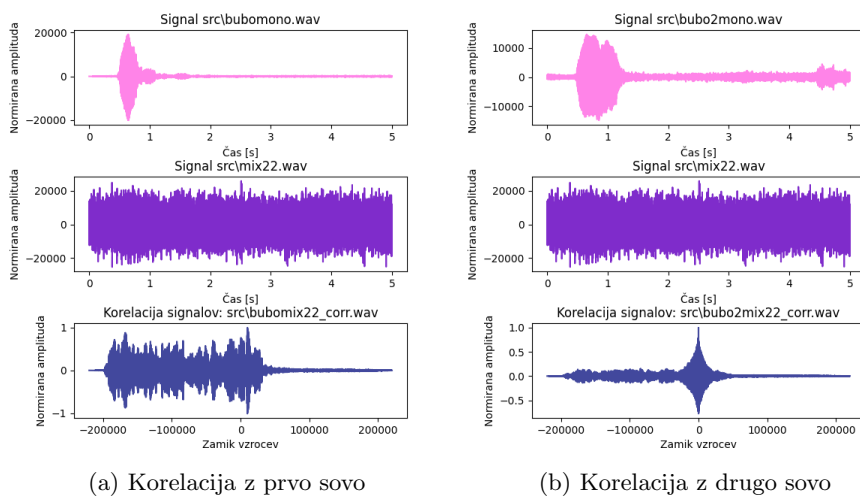 Signal src\bubomono.wav
Normirana amplituda
20000
0
−20000
0 1 2 3 4 5
Čas [s]
Signal src\mix22.wav
Normirana amplituda
20000
0
−20000
0 1 2 3 4 5
Čas [s]
Korelacija signalov: src\bubomix22_corr.wav
Normirana amplituda
1
0
−1
−200000 −100000 0 100000 200000
Zamik vzrocev
(a) Korelacija z prvo sovo
Signal src\bubo2mono.wav
Normirana amplituda
10000
0
−10000
0 1 2 3 4 5
Čas [s]
Signal src\mix22.wav
Normirana amplituda
20000
0
−20000
0 1 2 3 4 5
Čas [s]
Korelacija signalov: src\bubo2mix22_corr.wav
Normirana amplituda
1.0
0.5
0.0
−0.5
−200000 −100000 0 100000 200000
Zamik vzrocev
(b) Korelacija z drugo sovo